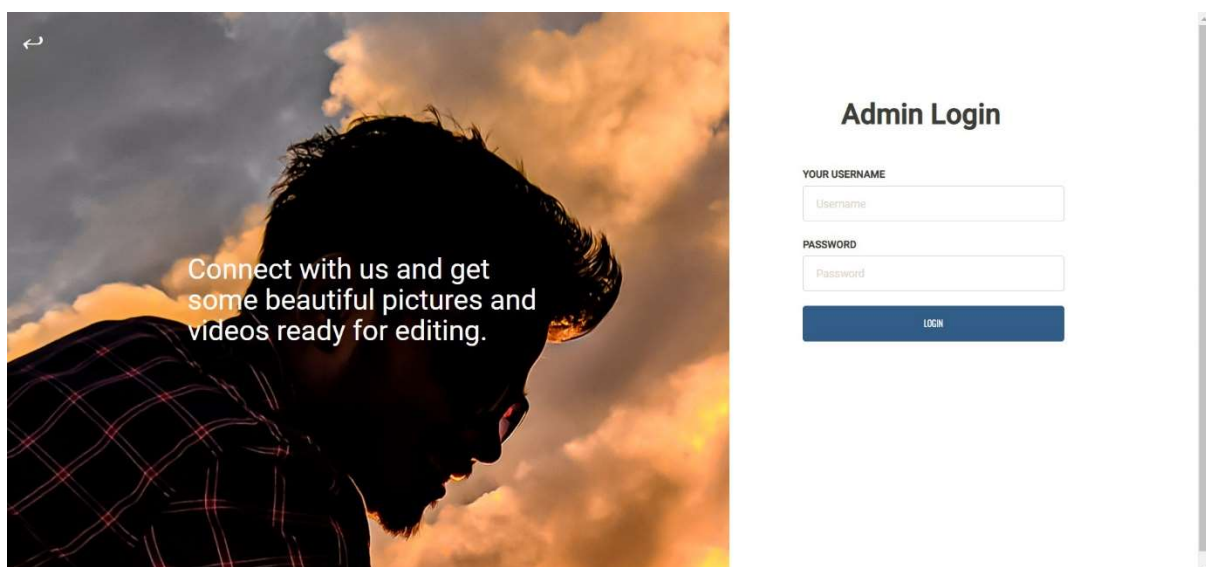 Connect with us and get
some beautiful pictures and
videos ready for editing.
Admin Login
YOUR USERNAME
Username
PASSWORD
Password
LOGIN